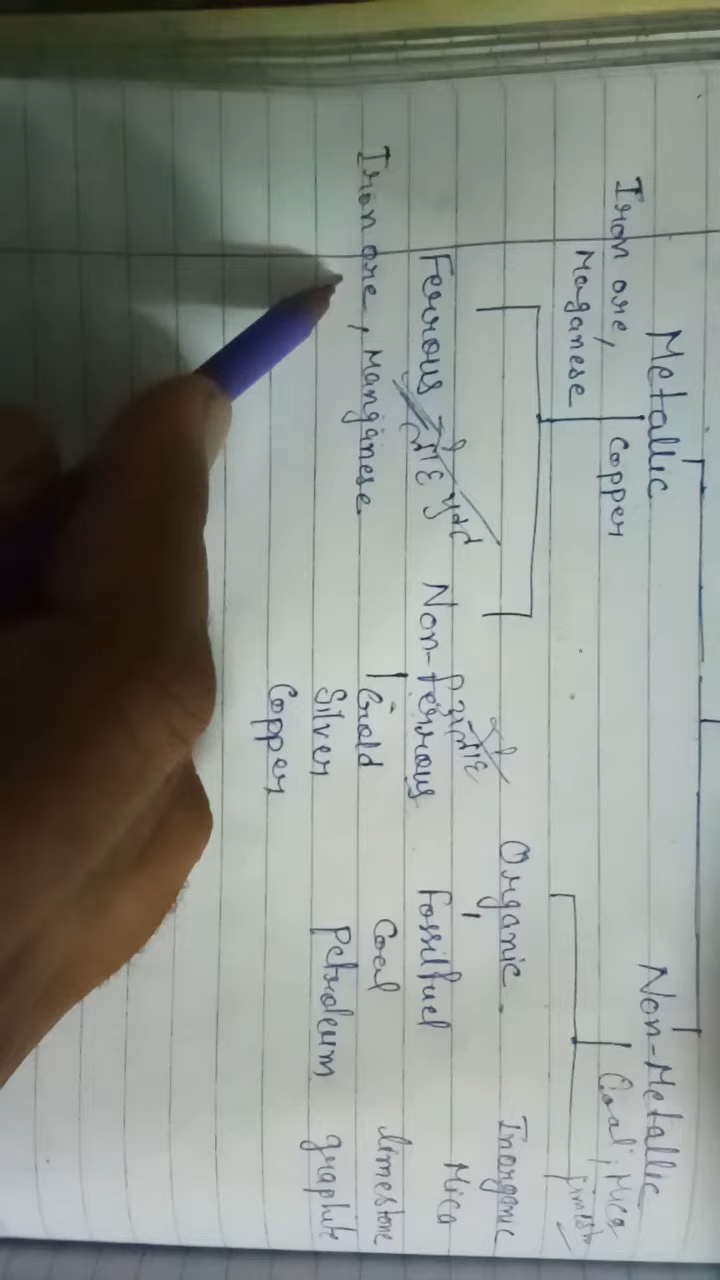 Metallic
Non-Metallic
Iron ore,
Maganese
Copper
Coal, Mica
Ferrous
Non-ferrous
Iron ore, Manganese
Gold
Silver
Copper
Organic
Fossilfuel
Coal
Petroleum
Inorganic
Mica
limestone
graphite